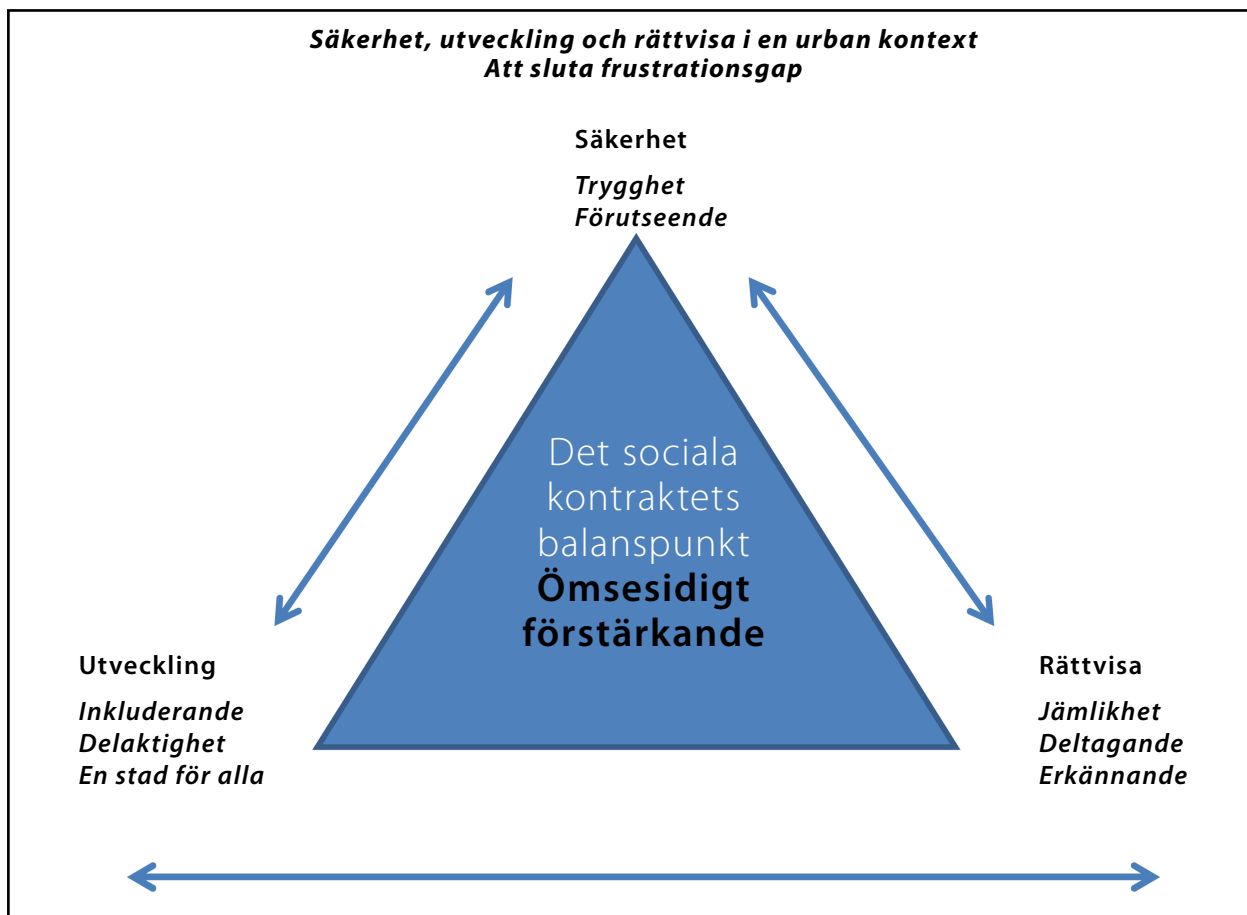 Säkerhet, utveckling och rättvisa i en urban kontext
Att sluta frustrationsgap
Säkerhet
Trygghet
Förutseende
Det sociala
kontraktets
balanspunkt
Ömsesidigt
förstärkande
Utveckling
Inkluderande
Delaktighet
En stad för alla
Rättvisa
Jämlikhet
Deltagande
Erkännande